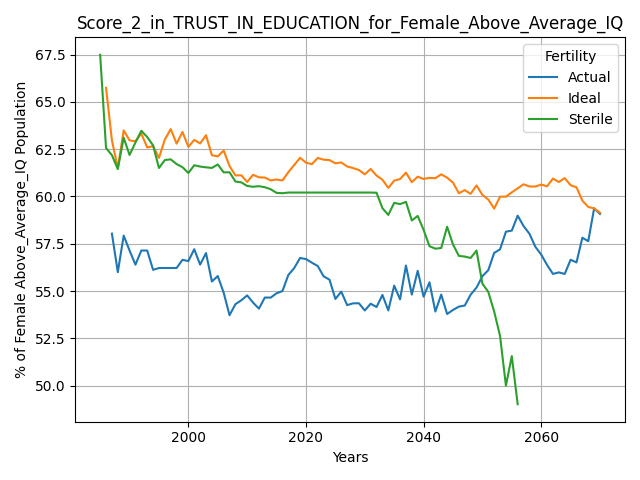 Score_2_in_TRUST_IN_EDUCATION_for_Female_Above_Average_IQ
Fertility
Actual
Ideal
Sterile
% of Female Above_Average_IQ Population
67.5
65.0
62.5
60.0
57.5
55.0
52.5
50.0
2000
2020
2040
2060
Years